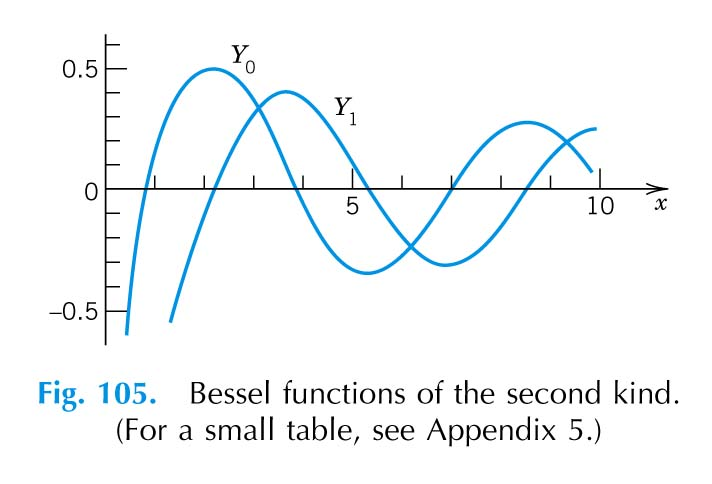 Y0
0.5
Y1
0
5
10
x
–0.5
Fig. 105. Bessel functions of the second kind.
(For a small table, see Appendix 5.)